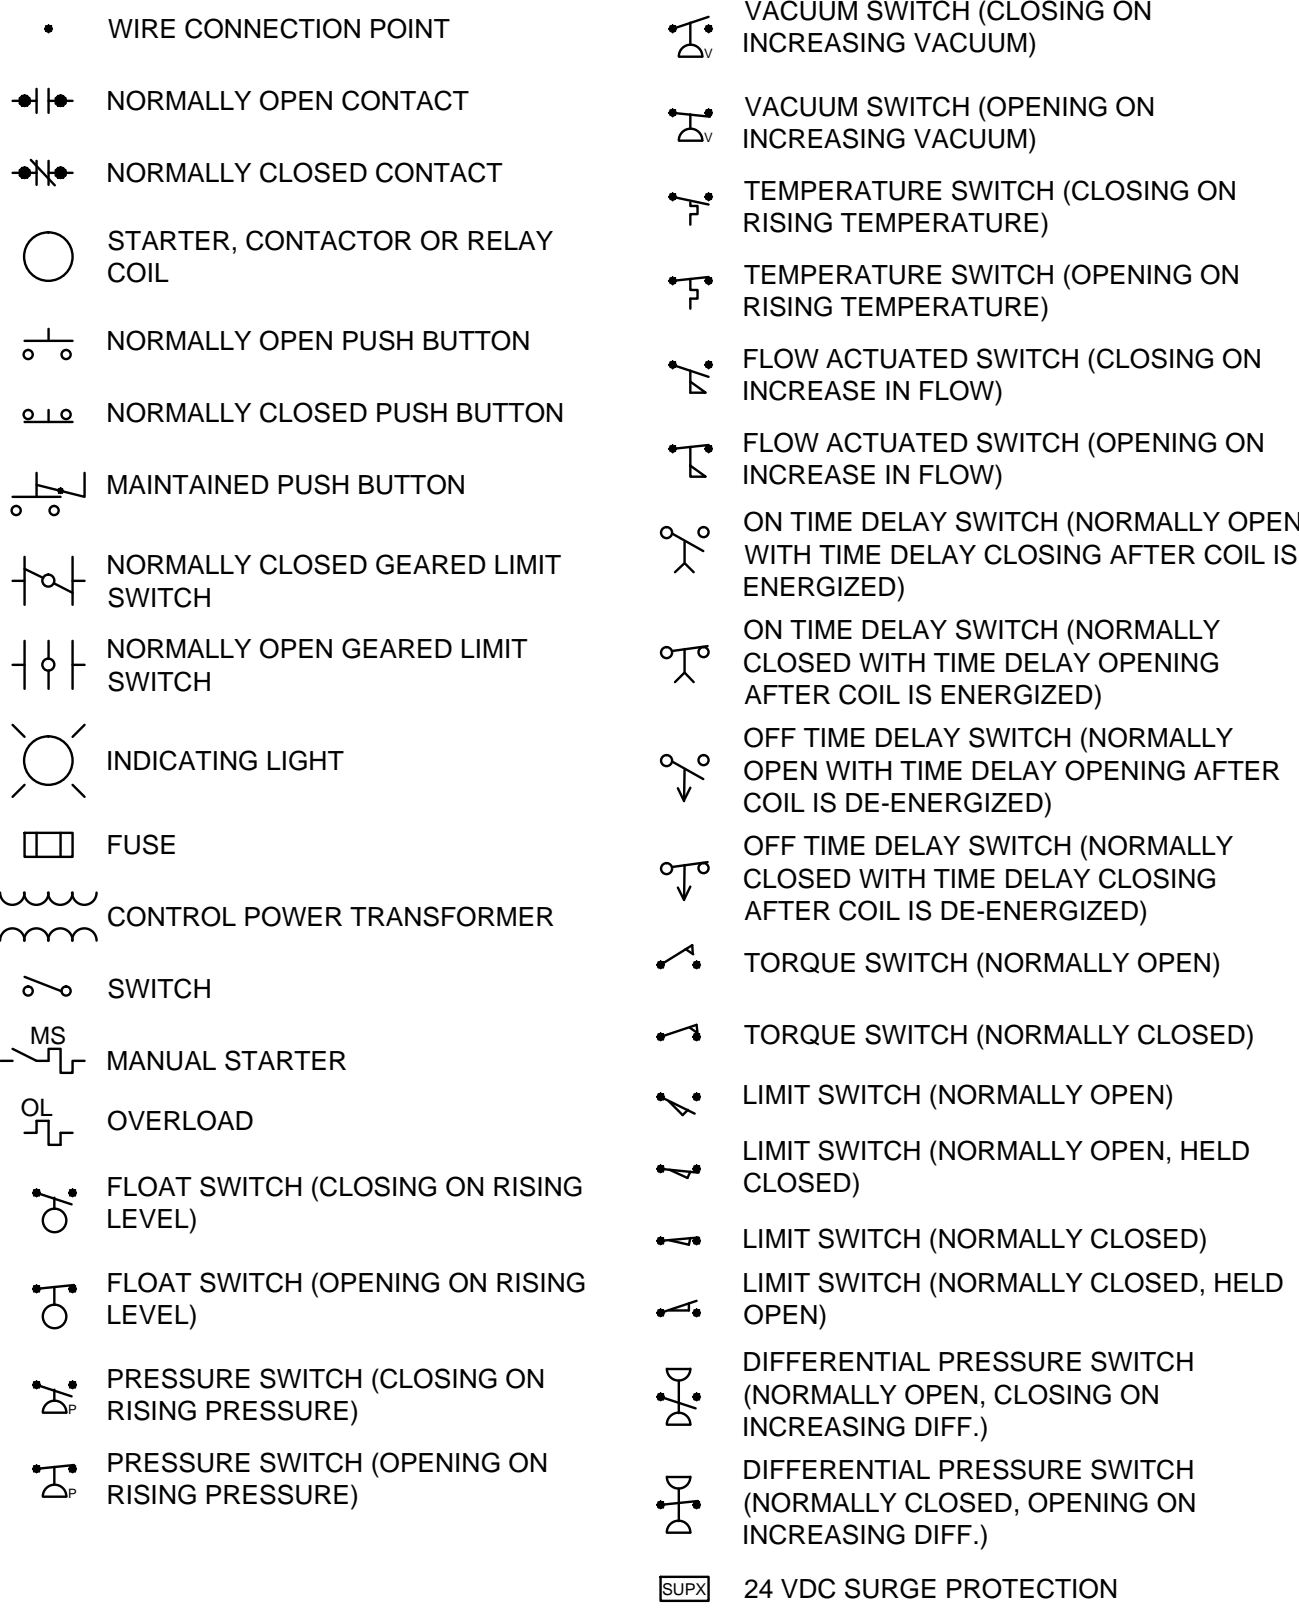 WIRE CONNECTION POINT
NORMALLY OPEN CONTACT
NORMALLY CLOSED CONTACT
STARTER, CONTACTOR OR RELAY
COIL
NORMALLY OPEN PUSH BUTTON
NORMALLY CLOSED PUSH BUTTON
MAINTAINED PUSH BUTTON
NORMALLY CLOSED GEARED LIMIT
SWITCH
NORMALLY OPEN GEARED LIMIT
SWITCH
INDICATING LIGHT
FUSE
CONTROL POWER TRANSFORMER
SWITCH
MS
MANUAL STARTER
OL
OVERLOAD
FLOAT SWITCH (CLOSING ON RISING
LEVEL)
FLOAT SWITCH (OPENING ON RISING
LEVEL)
PRESSURE SWITCH (CLOSING ON
P
RISING PRESSURE)
PRESSURE SWITCH (OPENING ON
P
RISING PRESSURE)
VACUUM SWITCH (CLOSING ON
V
INCREASING VACUUM)
VACUUM SWITCH (OPENING ON
V
INCREASING VACUUM)
TEMPERATURE SWITCH (CLOSING ON
RISING TEMPERATURE)
TEMPERATURE SWITCH (OPENING ON
RISING TEMPERATURE)
FLOW ACTUATED SWITCH (CLOSING ON
INCREASE IN FLOW)
FLOW ACTUATED SWITCH (OPENING ON
INCREASE IN FLOW)
ON TIME DELAY SWITCH (NORMALLY OPEN
WITH TIME DELAY CLOSING AFTER COIL IS
ENERGIZED)
ON TIME DELAY SWITCH (NORMALLY
CLOSED WITH TIME DELAY OPENING
AFTER COIL IS ENERGIZED)
OFF TIME DELAY SWITCH (NORMALLY
OPEN WITH TIME DELAY OPENING AFTER
COIL IS DE-ENERGIZED)
OFF TIME DELAY SWITCH (NORMALLY
CLOSED WITH TIME DELAY CLOSING
AFTER COIL IS DE-ENERGIZED)
TORQUE SWITCH (NORMALLY OPEN)
TORQUE SWITCH (NORMALLY CLOSED)
LIMIT SWITCH (NORMALLY OPEN)
LIMIT SWITCH (NORMALLY OPEN, HELD
CLOSED)
LIMIT SWITCH (NORMALLY CLOSED)
LIMIT SWITCH (NORMALLY CLOSED, HELD
OPEN)
DIFFERENTIAL PRESSURE SWITCH
(NORMALLY OPEN, CLOSING ON
INCREASING DIFF.)
DIFFERENTIAL PRESSURE SWITCH
(NORMALLY CLOSED, OPENING ON
INCREASING DIFF.)
SUPX 24 VDC SURGE PROTECTION